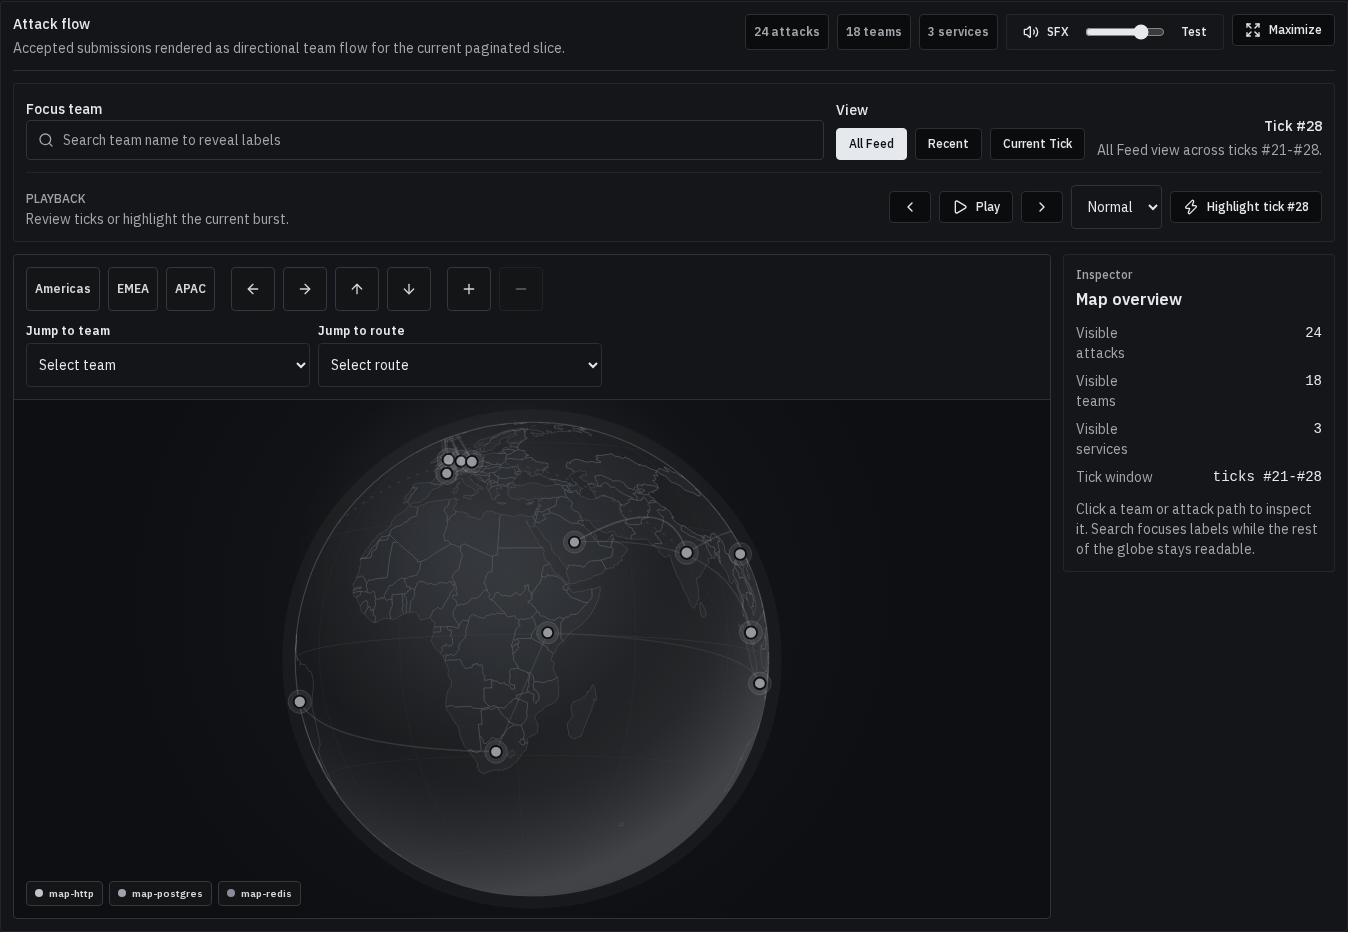 Attack flow
Accepted submissions rendered as directional team flow for the current paginated slice.
24 attacks
18 teams
3 services
SFX
Test
Maximize
Focus team
Search team name to reveal labels
View
All Feed
Recent
Current Tick
Tick #28
All Feed view across ticks #21-#28.
PLAYBACK
Review ticks or highlight the current burst.
Play
Normal
Highlight tick #28
Americas
EMEA
APAC
Jump to team
Select team
Jump to route
Select route
map-http
map-postgres
map-redis
Inspector
Map overview
Visible attacks
24
Visible teams
18
Visible services
3
Tick window
ticks #21-#28
Click a team or attack path to inspect
it. Search focuses labels while the rest
of the globe stays readable.